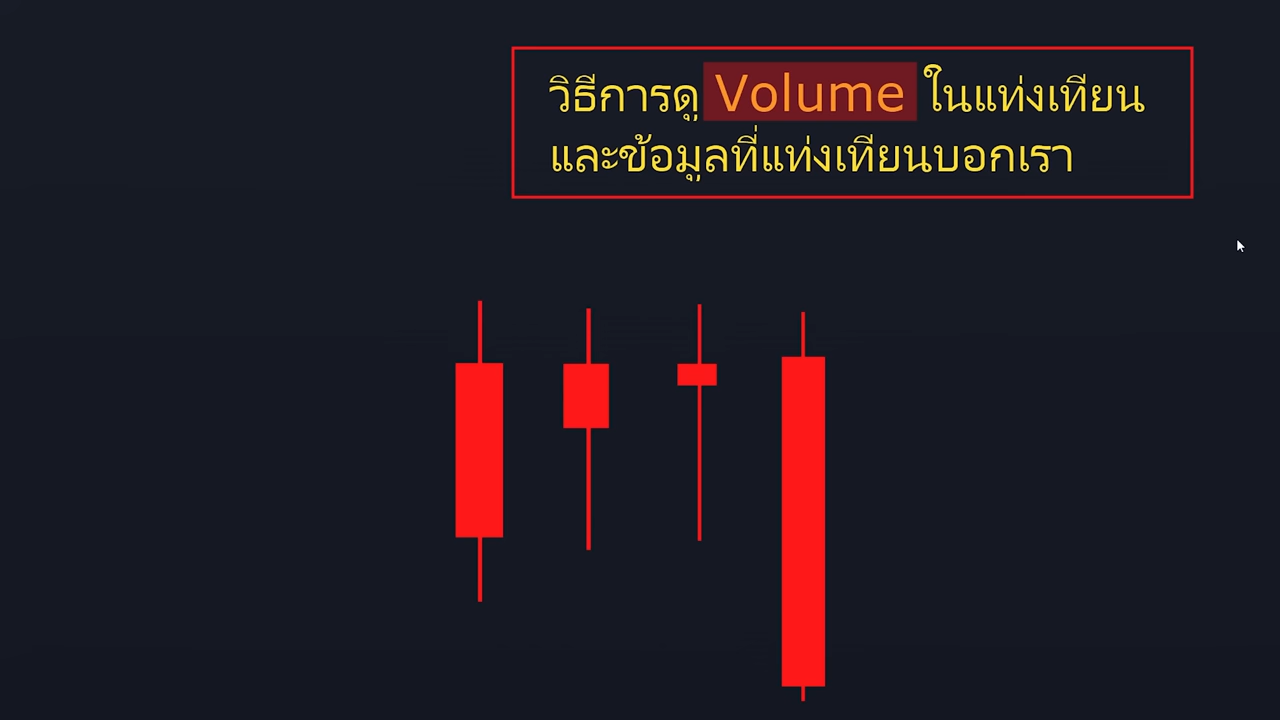 วิธีการดู Volume ในแท่งเทียน
และข้อมูลที่แท่งเทียนบอกเรา